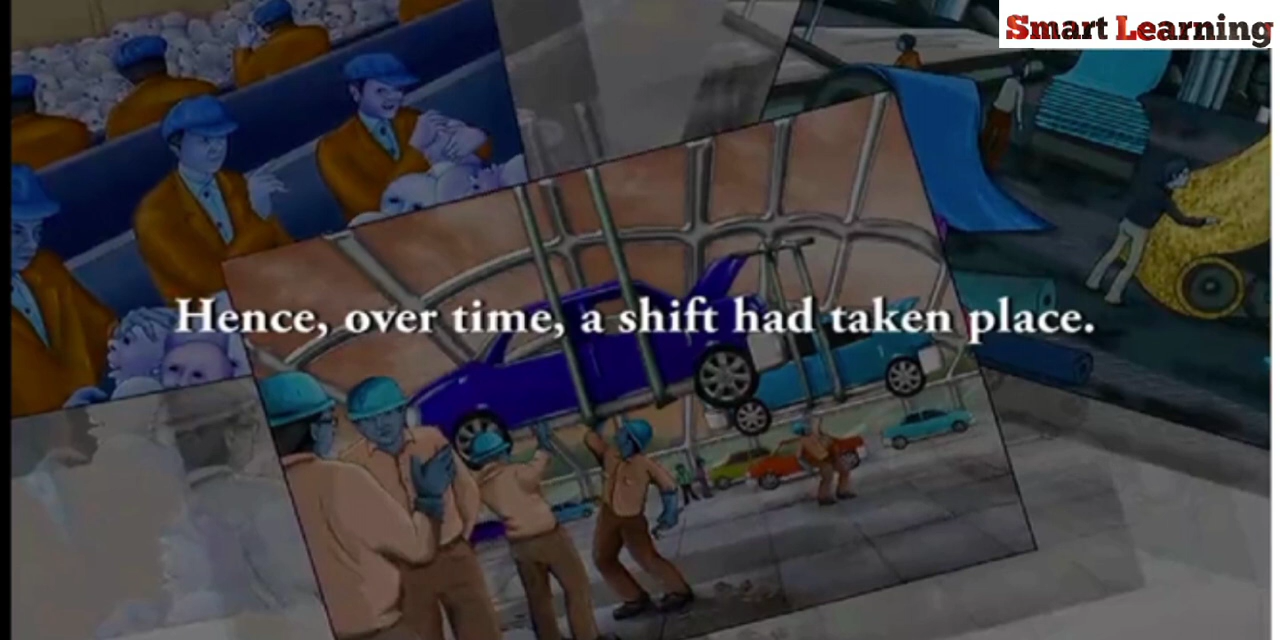 Smart Learning
Hence, over time, a shift had taken place.